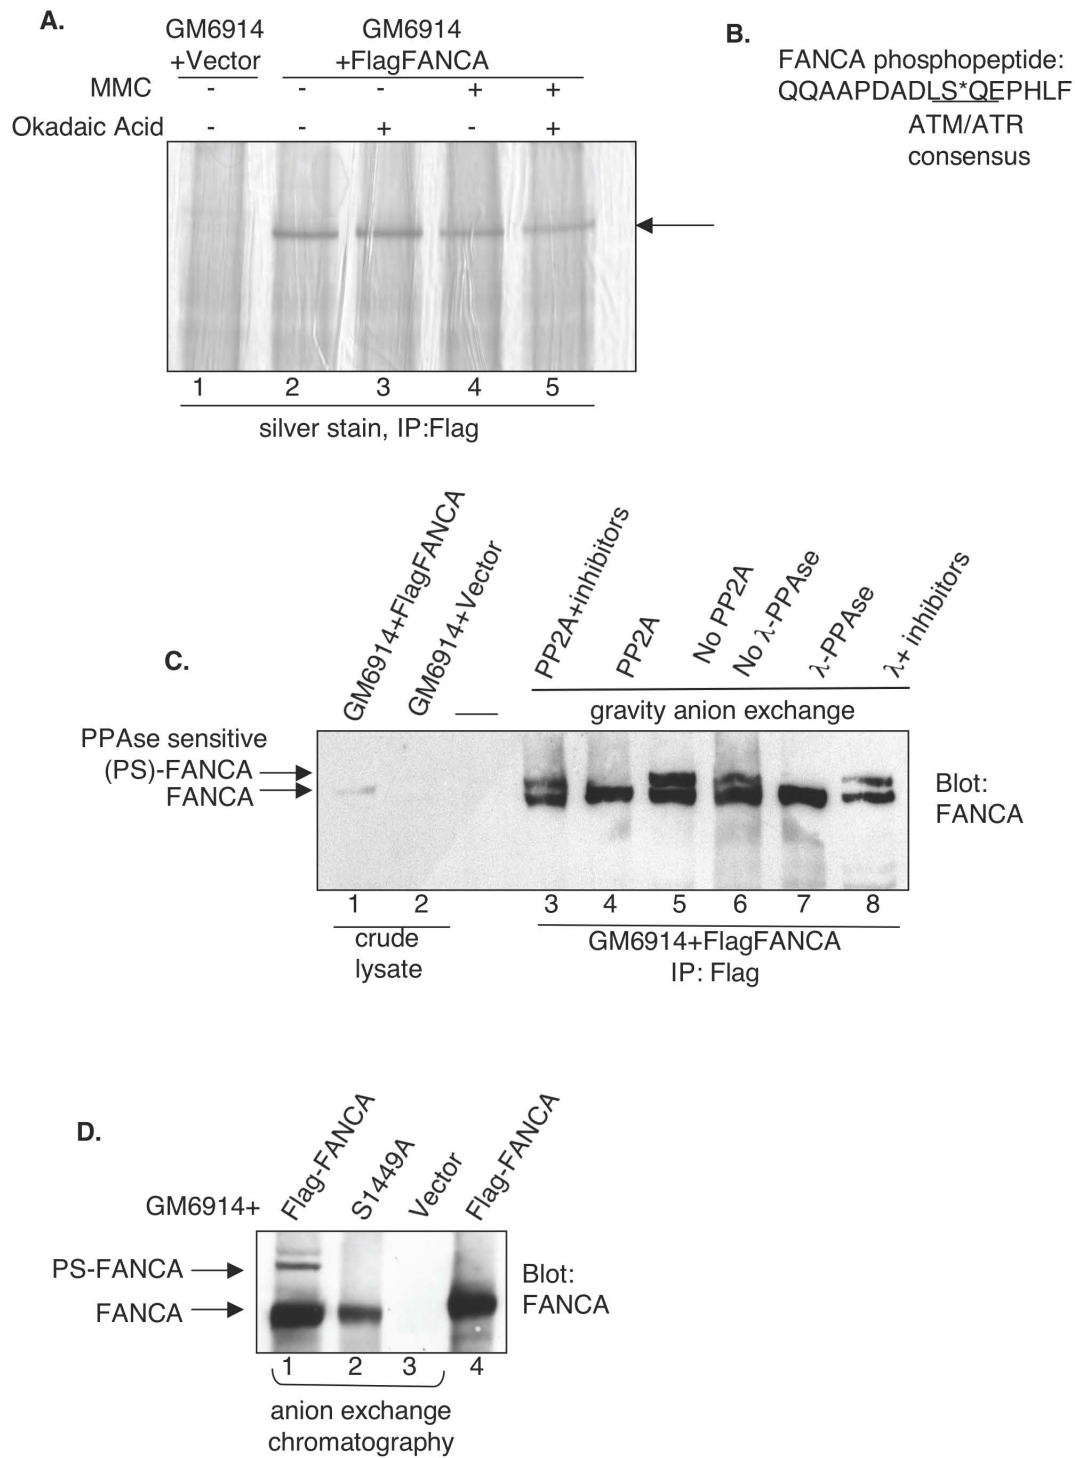 A.
GM6914 GM6914
+Vector +FlagFANCA
MMC - - - + +
Okadaic Acid - - + - +
1 2 3 4 5
silver stain, IP:Flag
B.
FANCA phosphopeptide:
QQAAPDADLS*QEPHLF
ATM/ATR
consensus
C.
GM6914+FlagFANCA
GM6914+Vector
PP2A+inhibitors
PP2A
No PP2A
No λ-PPAse
λ-PPAse
λ+ inhibitors
gravity anion exchange
PPAse sensitive
(PS)-FANCA
FANCA
Blot:
FANCA
1 2 3 4 5 6 7 8
crude
lysate
GM6914+FlagFANCA
IP: Flag
D.
GM6914+
Flag-FANCA
S1449A
Vector
Flag-FANCA
PS-FANCA
FANCA
Blot:
FANCA
1 2 3 4
anion exchange
chromatography